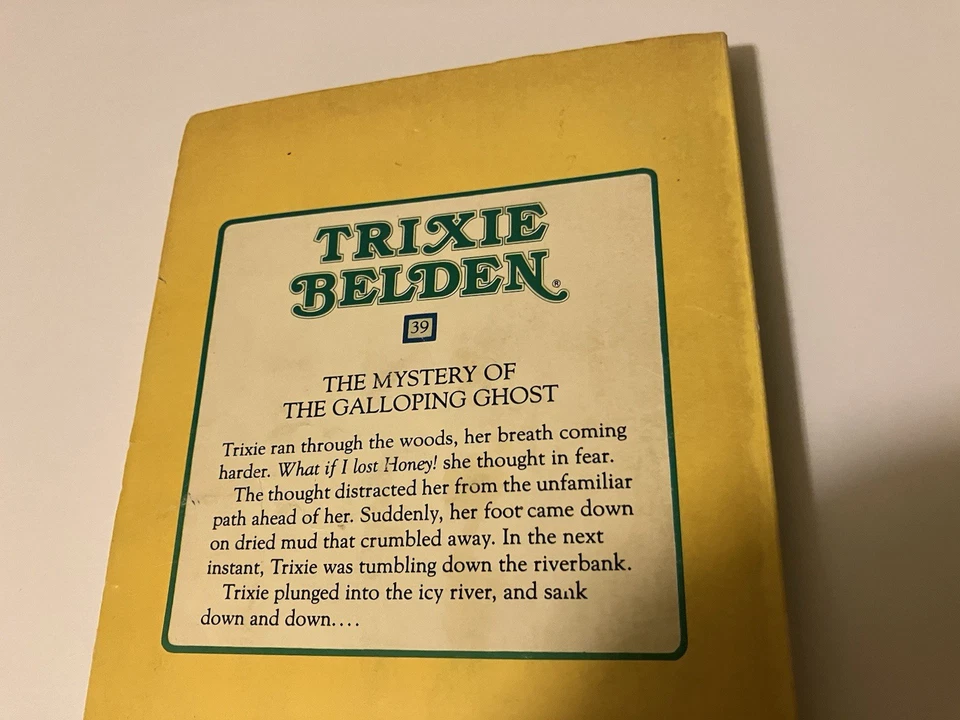 TRIXIE
BELDEN®
39
THE MYSTERY OF
THE GALLOPING GHOST
Trixie ran through the woods, her breath coming
harder. What if I lost Honey! she thought in fear.
The thought distracted her from the unfamiliar
path ahead of her. Suddenly, her foot came down
on dried mud that crumbled away. In the next
instant, Trixie was tumbling down the riverbank.
Trixie plunged into the icy river, and sank
down and down....